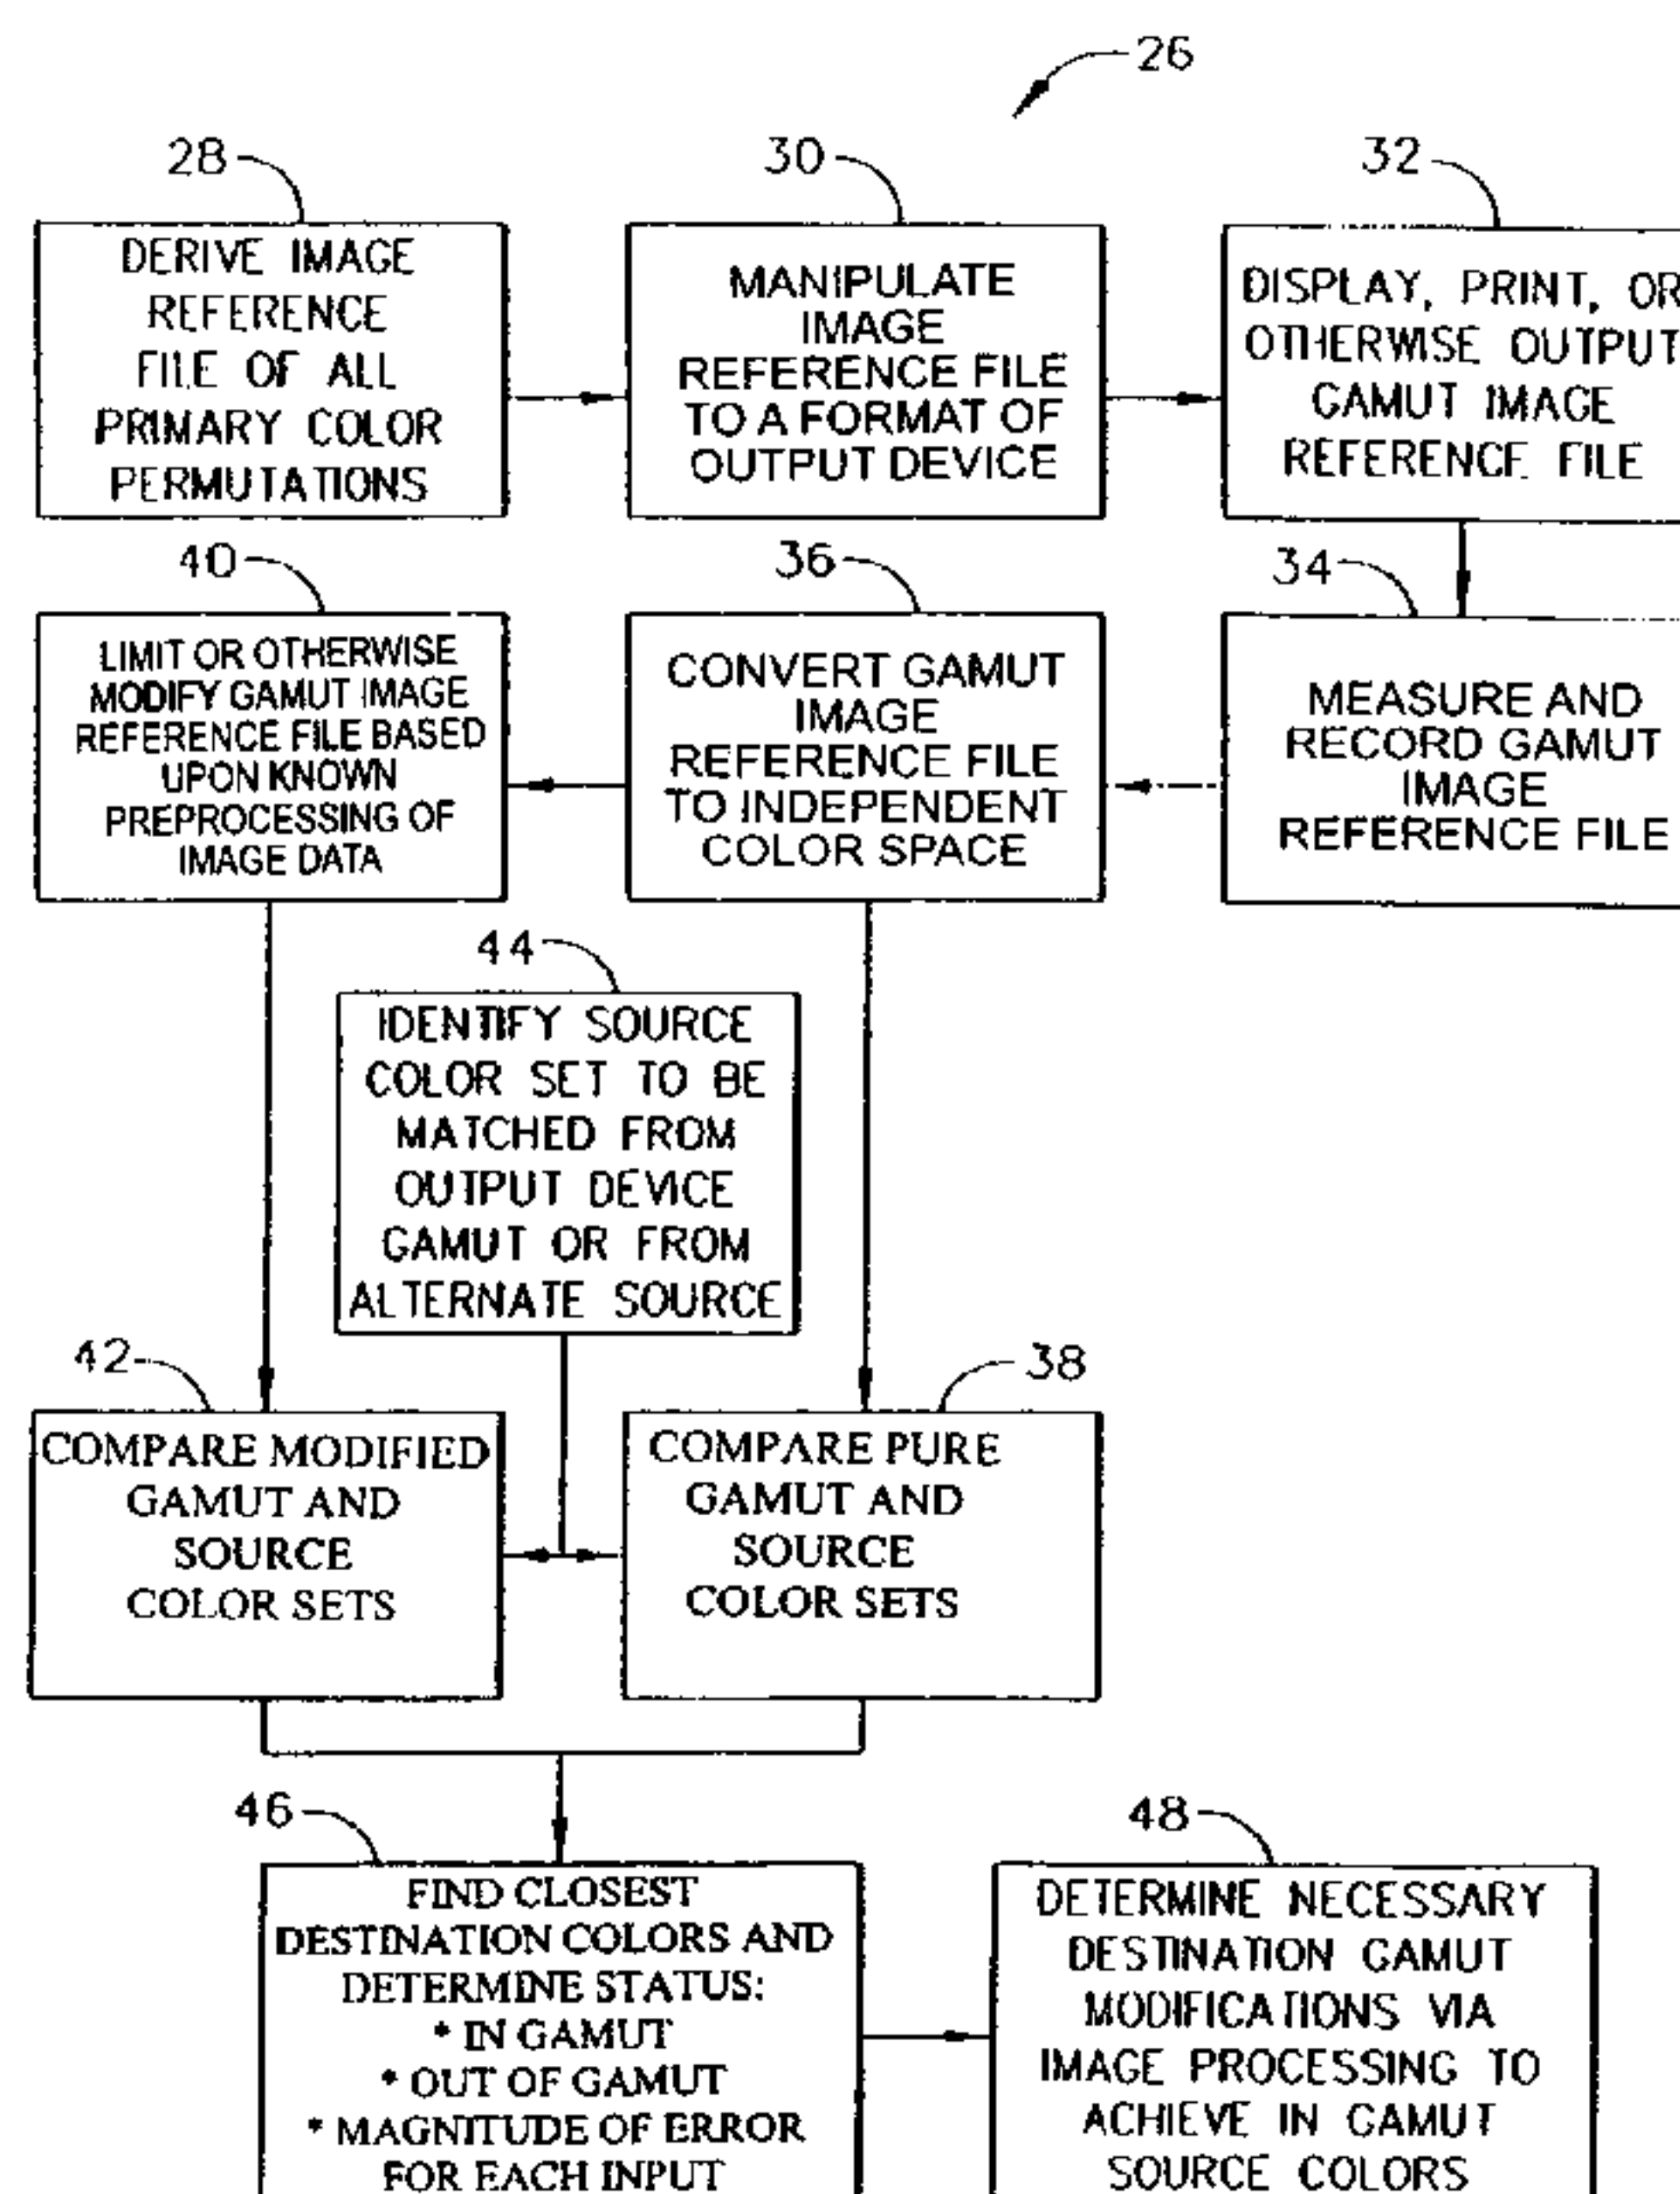 26
28
DERIVE IMAGE
REFERENCE
FILE OF ALL
PRIMARY COLOR
PERMUTATIONS
30
MANIPULATE
IMAGE
REFERENCE FILE
TO A FORMAT OF
OUTPUT DEVICE
32
DISPLAY, PRINT, OR
OTHERWISE OUTPUT
GAMUT IMAGE
REFERENCE FILE
40
LIMIT OR OTHERWISE
MODIFY GAMUT IMAGE
REFERENCE FILE BASED
UPON KNOWN
PREPROCESSING OF
IMAGE DATA
36
CONVERT GAMUT
IMAGE
REFERENCE FILE
TO INDEPENDENT
COLOR SPACE
34
MEASURE AND
RECORD GAMUT
IMAGE
REFERENCE FILE
44
IDENTIFY SOURCE
COLOR SET TO BE
MATCHED FROM
OUTPUT DEVICE
GAMUT OR FROM
ALTERNATE SOURCE
42
COMPARE MODIFIED
GAMUT AND
SOURCE
COLOR SETS
38
COMPARE PURE
GAMUT AND
SOURCE
COLOR SETS
46
FIND CLOSEST
DESTINATION COLORS AND
DETERMINE STATUS:
* IN GAMUT
* OUT OF GAMUT
* MAGNITUDE OF ERROR
FOR EACH INPUT
48
DETERMINE NECESSARY
DESTINATION GAMUT
MODIFICATIONS VIA
IMAGE PROCESSING TO
ACHIEVE IN GAMUT
SOURCE COLORS